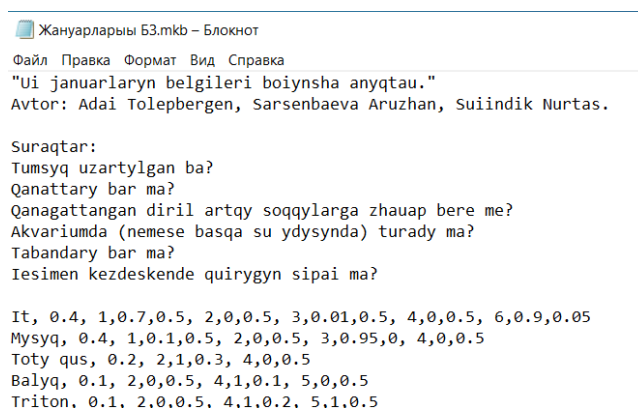 Жануарларыы БЗ.mkb – Блокнот
Файл Правка Формат Вид Справка
"Ui januarlaryn belgileri boiynsha anyqtau."
Avtor: Adai Tolepbergen, Sarsenbaeva Aruzhan, Suiindik Nurtas.
Suraqtar:
Tumsyq uzartylgan ba?
Qanattary bar ma?
Qanagattangan diril artqy soqqylarga zhauap bere me?
Akvariumda (nemese basqa su ydysynda) turady ma?
Tabandary bar ma?
Iesimen kezdeskende quirygyn sipai ma?
It, 0.4, 1,0.7,0.5, 2,0,0.5, 3,0.01,0.5, 4,0,0.5, 6,0.9,0.05
Mysyq, 0.4, 1,0.1,0.5, 2,0,0.5, 3,0.95,0, 4,0,0.5
Toty qus, 0.2, 2,1,0.3, 4,0,0.5
Balyq, 0.1, 2,0,0.5, 4,1,0.1, 5,0,0.5
Triton, 0.1, 2,0,0.5, 4,1,0.2, 5,1,0.5